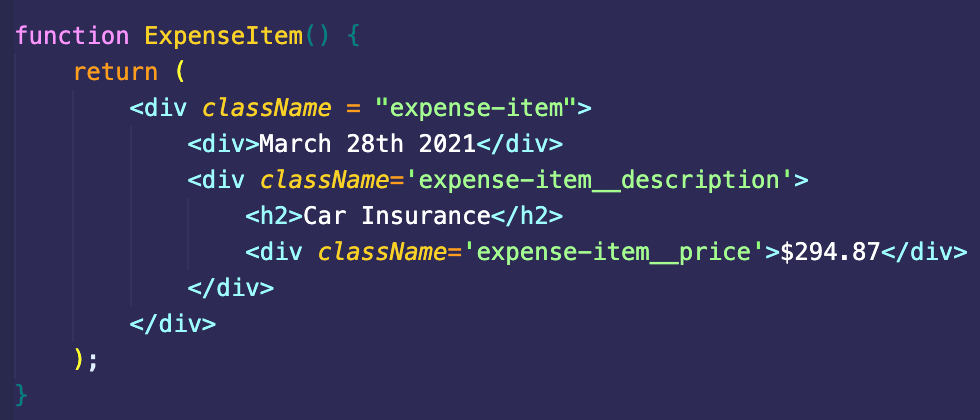 function ExpenseItem() {
    return (
        <div className = "expense-item">
            <div>March 28th 2021</div>
            <div className='expense-item__description'>
                <h2>Car Insurance</h2>
                <div className='expense-item__price'>$294.87</div>
            </div>
        </div>
    );
}